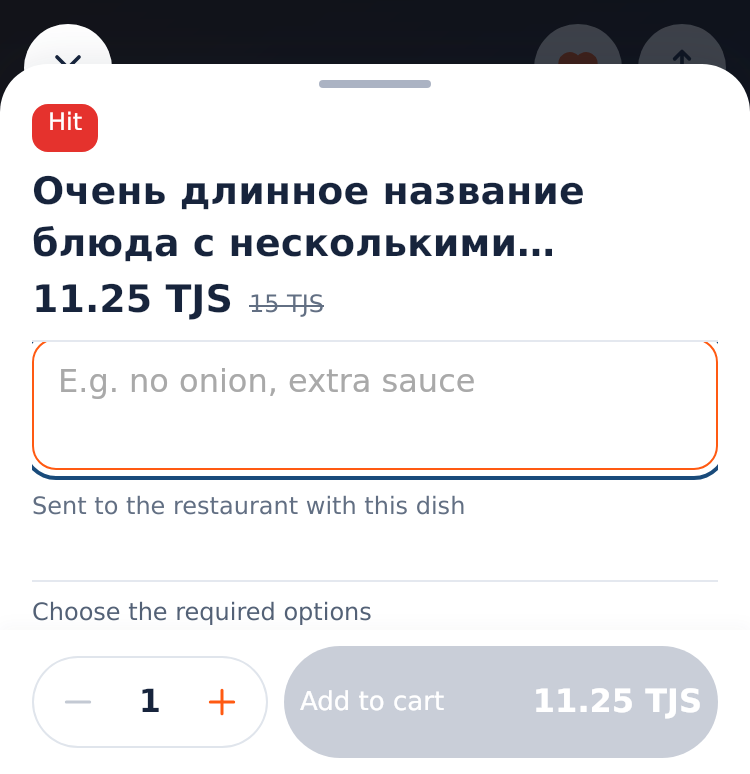 Hit
Очень длинное название
блюда с несколькими...
11.25 TJS 15 TJS
E.g. no onion, extra sauce
Sent to the restaurant with this dish
Choose the required options
1
Add to cart 11.25 TJS